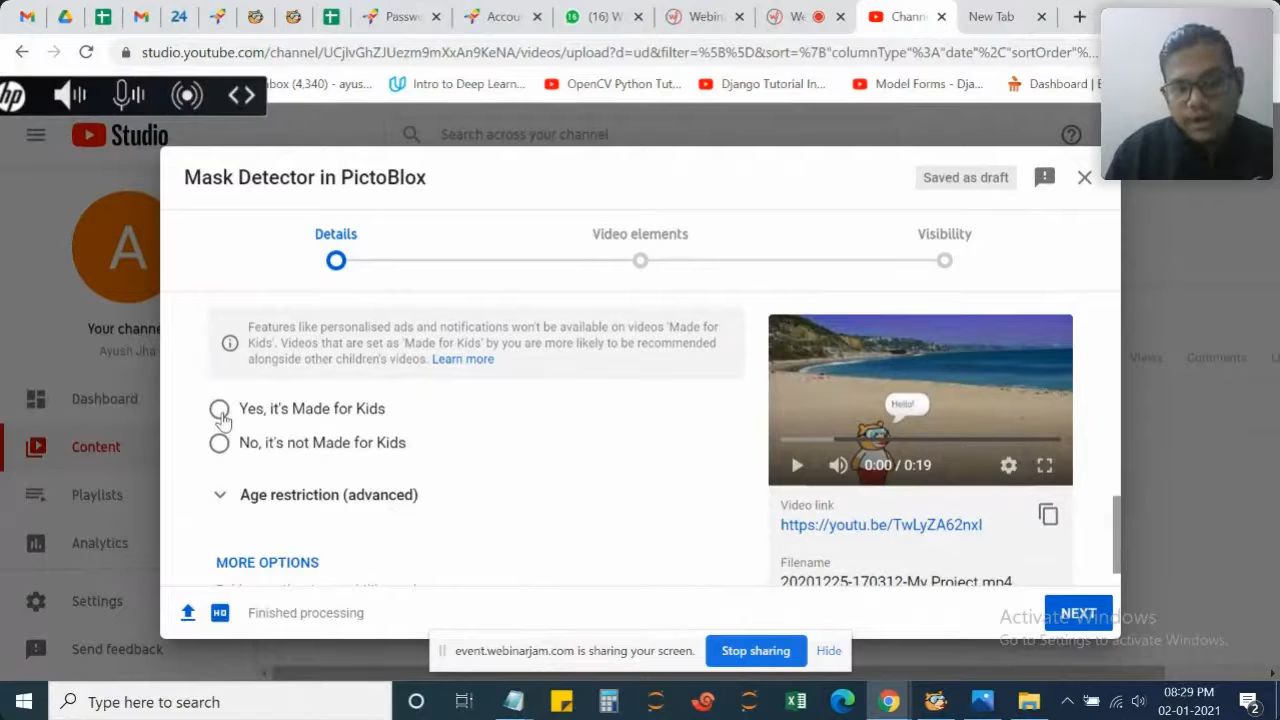 24
Passw
Accou
(16) W
Webin
We
Chann
New Tab
studio.youtube.com/channel/UCjlvGhZJUezm9mXxAn9KeNA/videos/upload?d=ud&filter=%5B%5D&sort=%7B"columnType"%3A"date"%2C"sortOrder"%...
hp
box (4,340) - ayus...
Intro to Deep Learn...
OpenCV Python Tut...
Django Tutorial In...
Model Forms - Dja...
Dashboard | E
Studio
Search across your channel
Mask Detector in PictoBlox
Saved as draft
A
Details
Video elements
Visibility
Your channe
Ayush Jha
Features like personalised ads and notifications won't be available on videos 'Made for
Kids'. Videos that are set as 'Made for Kids' by you are more likely to be recommended
alongside other children's videos. Learn more
Views
Comments
Hello!
Dashboard
Yes, it's Made for Kids
Content
No, it's not Made for Kids
0:00 / 0:19
Playlists
Age restriction (advanced)
Video link
https://youtu.be/TwLyZA62nxI
Analytics
MORE OPTIONS
Filename
20201225-170312-My Project.mp4
Settings
HD
Finished processing
NEXT
Activate Windows
Go to Settings to activate Windows.
Send feedback
event.webinarjam.com is sharing your screen.
Stop sharing
Hide
Type here to search
08:29 PM
02-01-2021
2